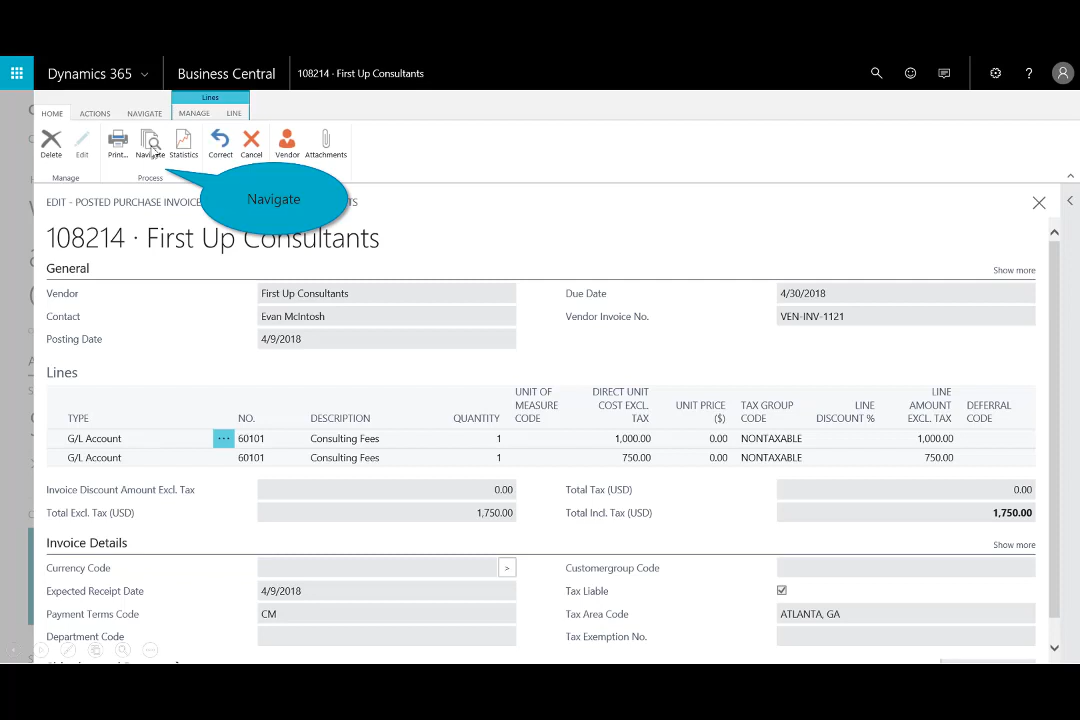 Dynamics 365 Business Central 108214 · First Up Consultants ?
Lines
HOME ACTIONS NAVIGATE MANAGE LINE
Delete Edit Print... Navigate Statistics Correct Cancel Vendor Attachments
Manage Process
Navigate
EDIT - POSTED PURCHASE INVOICE TS
108214 · First Up Consultants
General Show more
Vendor First Up Consultants Due Date 4/30/2018
Contact Evan McIntosh Vendor Invoice No. VEN-INV-1121
Posting Date 4/9/2018
Lines
UNIT OF DIRECT UNIT LINE
MEASURE COST EXCL. UNIT PRICE TAX GROUP LINE AMOUNT DEFERRAL
TYPE NO. DESCRIPTION QUANTITY CODE TAX ($) CODE DISCOUNT % EXCL. TAX CODE
G/L Account ... 60101 Consulting Fees 1 1,000.00 0.00 NONTAXABLE 1,000.00
G/L Account 60101 Consulting Fees 1 750.00 0.00 NONTAXABLE 750.00
Invoice Discount Amount Excl. Tax 0.00 Total Tax (USD) 0.00
Total Excl. Tax (USD) 1,750.00 Total Incl. Tax (USD) 1,750.00
Invoice Details Show more
Currency Code > Customergroup Code
Expected Receipt Date 4/9/2018 Tax Liable
Payment Terms Code CM Tax Area Code ATLANTA, GA
Department Code Tax Exemption No.